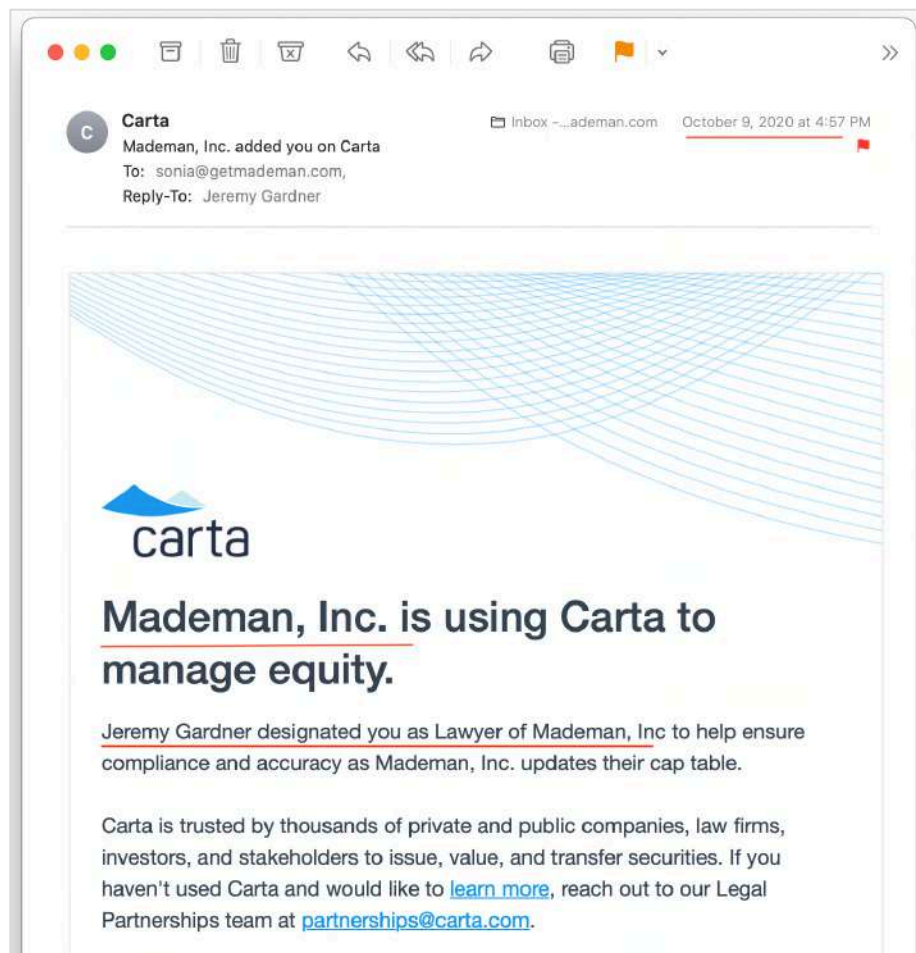 C
Carta
Inbox -...ademan.com
October 9, 2020 at 4:57 PM
Mademan, Inc. added you on Carta
To: sonia@getmademan.com,
Reply-To: Jeremy Gardner
carta
Mademan, Inc. is using Carta to
manage equity.
Jeremy Gardner designated you as Lawyer of Mademan, Inc to help ensure
compliance and accuracy as Mademan, Inc. updates their cap table.
Carta is trusted by thousands of private and public companies, law firms,
investors, and stakeholders to issue, value, and transfer securities. If you
haven't used Carta and would like to learn more, reach out to our Legal
Partnerships team at partnerships@carta.com.